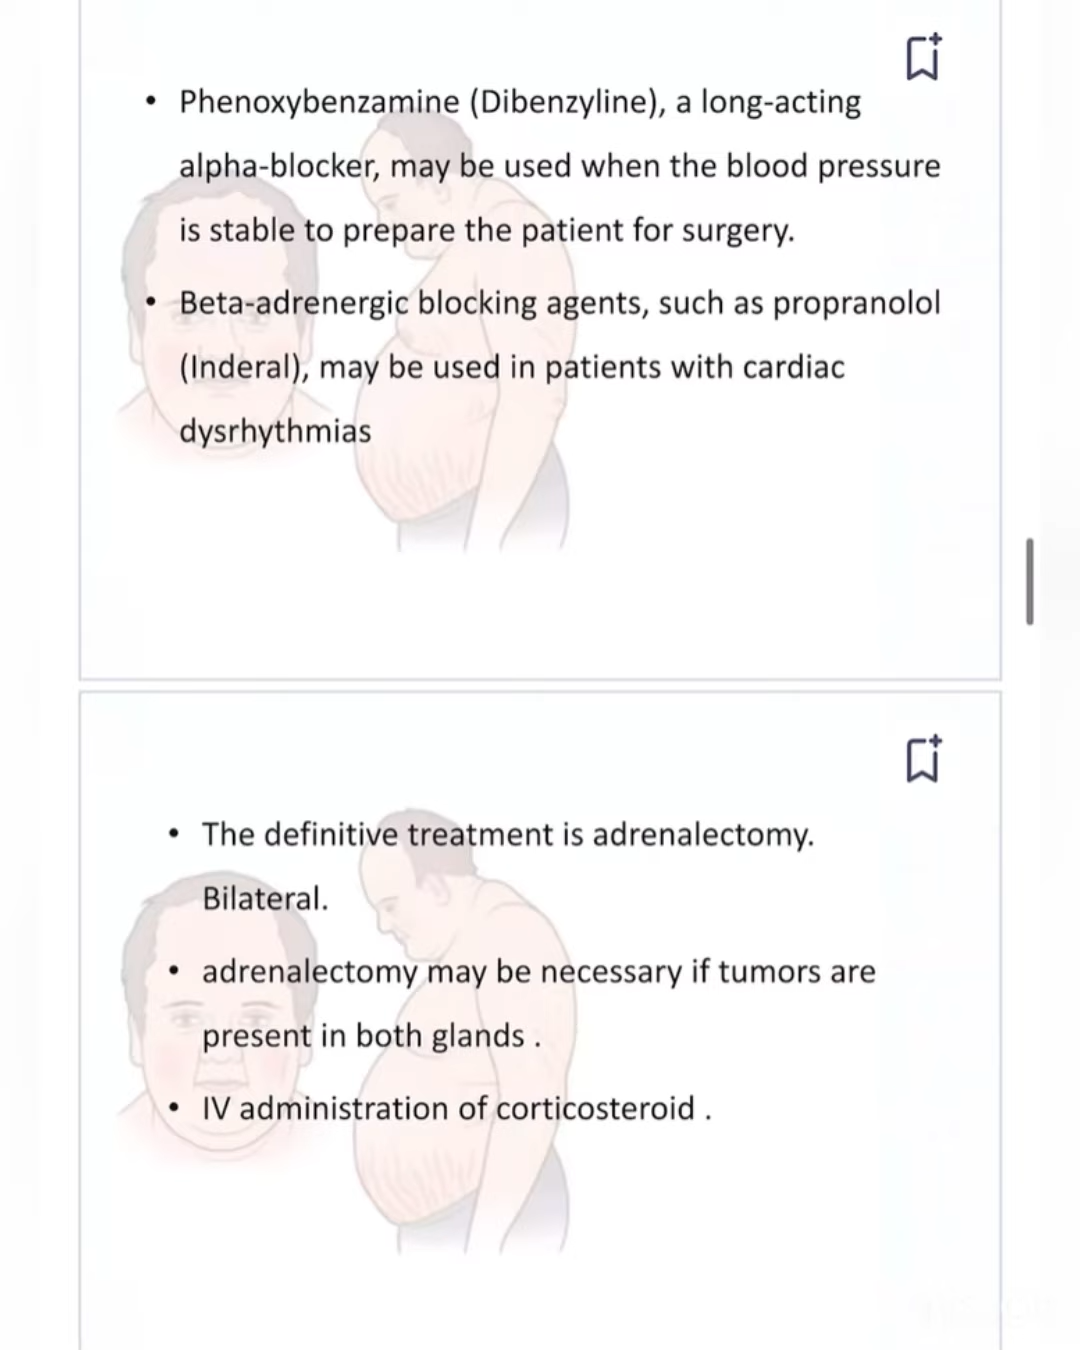 • Phenoxybenzamine (Dibenzyline), a long-acting
alpha-blocker, may be used when the blood pressure
is stable to prepare the patient for surgery.
• Beta-adrenergic blocking agents, such as propranolol
(Inderal), may be used in patients with cardiac
dysrhythmias
• The definitive treatment is adrenalectomy.
Bilateral.
• adrenalectomy may be necessary if tumors are
present in both glands .
• IV administration of corticosteroid .